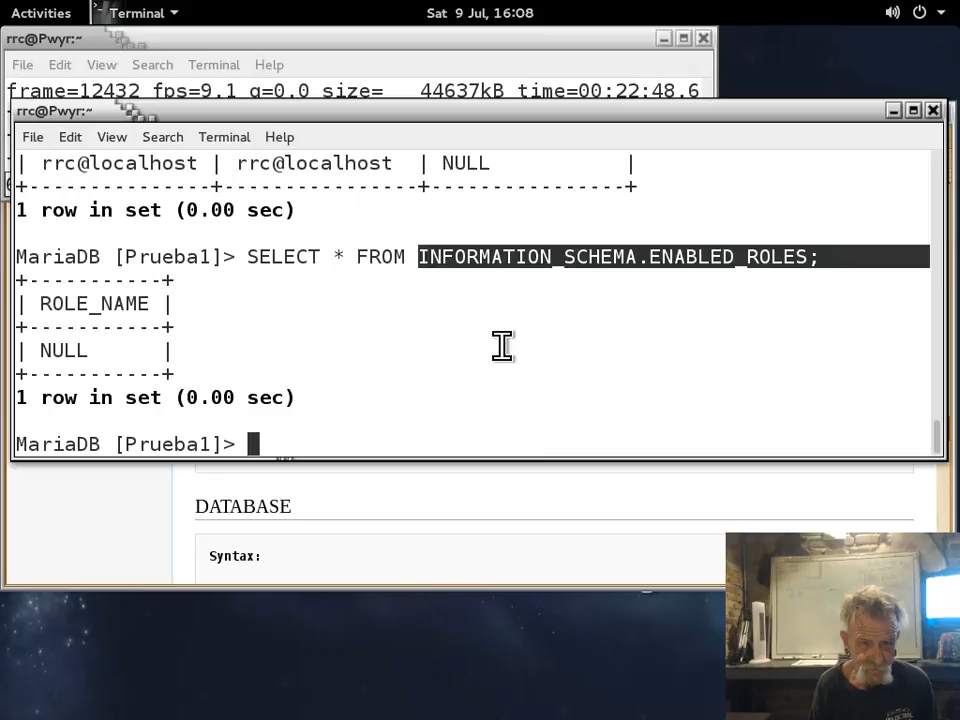 Activities Terminal Sat 9 Jul, 16:08
rrc@Pwyr:~
File Edit View Search Terminal Help
frame=12432 fps=9.1 q=0.0 size= 44637kB time=00:22:48.6
rrc@Pwyr:~
File Edit View Search Terminal Help
| rrc@localhost | rrc@localhost | NULL |
+---------------+----------------+----------------+
1 row in set (0.00 sec)
MariaDB [Prueba1]> SELECT * FROM INFORMATION_SCHEMA.ENABLED_ROLES;
+-----------+
| ROLE_NAME |
+-----------+
| NULL |
+-----------+
1 row in set (0.00 sec)
MariaDB [Prueba1]>
DATABASE
Syntax: